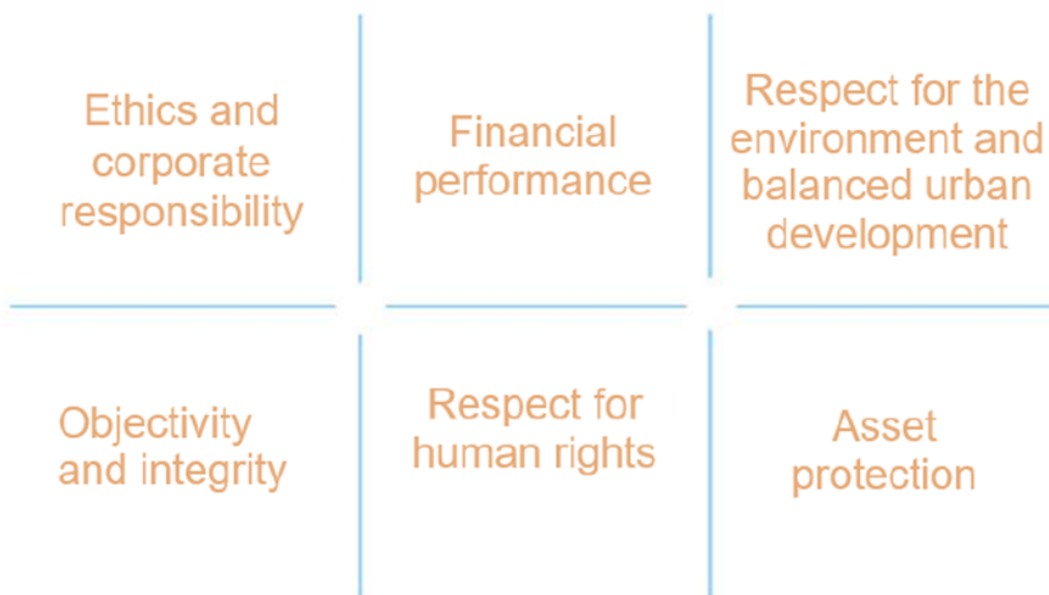 Ethics and
corporate
responsibility
Financial
performance
Respect for the
environment and
balanced urban
development
Objectivity
and integrity
Respect for
human rights
Asset
protection